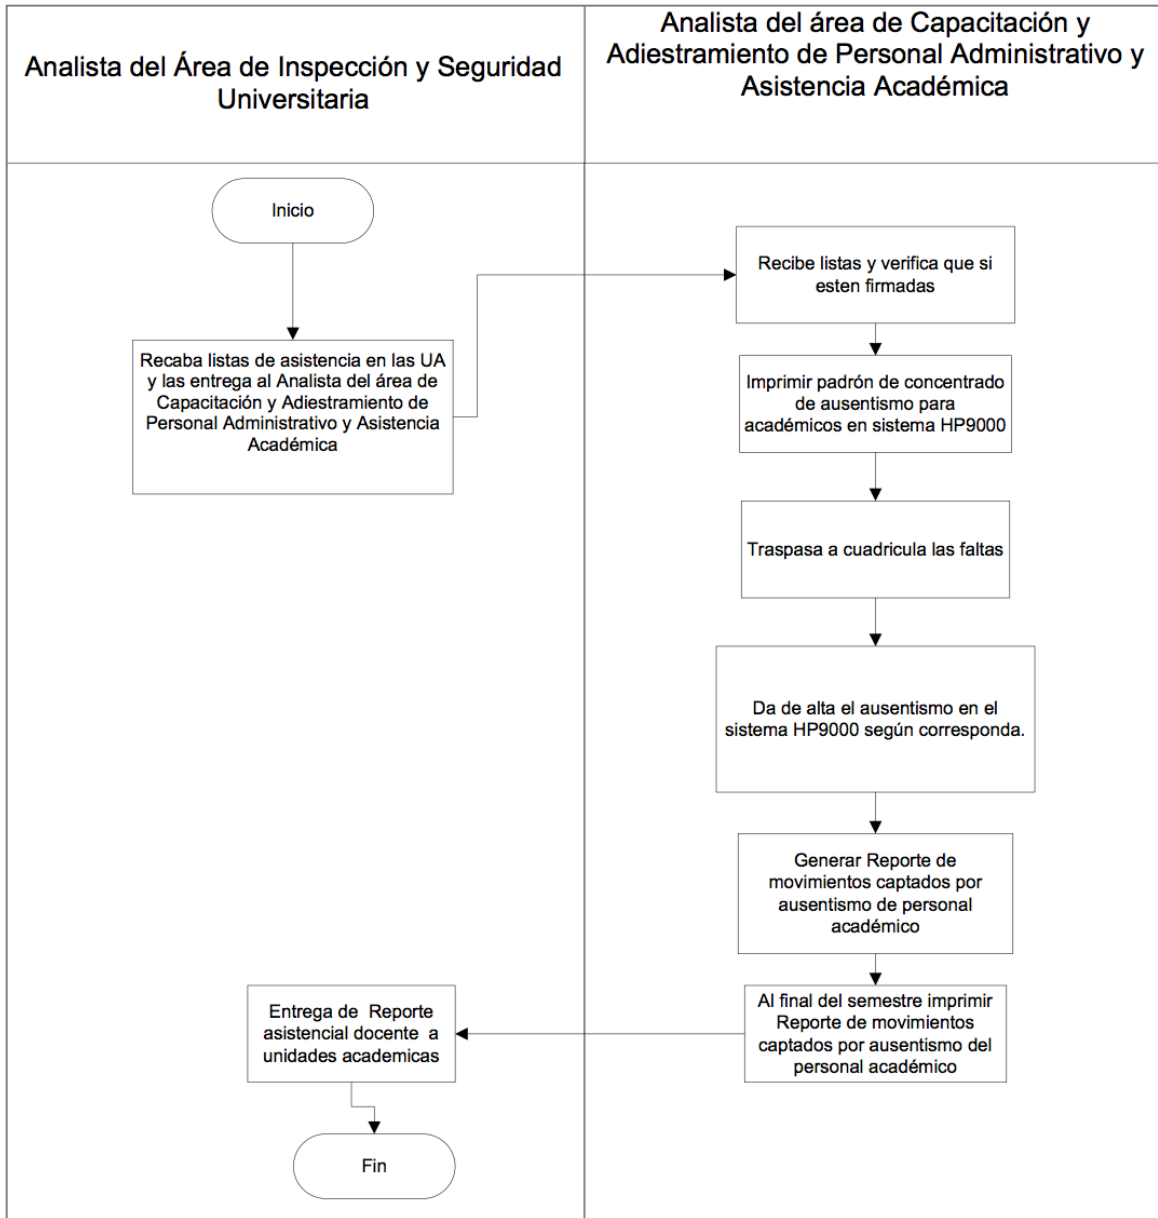 Analista del Área de Inspección y Seguridad
Universitaria
Analista del área de Capacitación y
Adiestramiento de Personal Administrativo y
Asistencia Académica
Inicio
Recaba listas de asistencia en las UA
y las entrega al Analista del área de
Capacitación y Adiestramiento de
Personal Administrativo y Asistencia
Académica
Recibe listas y verifica que si
esten firmadas
Imprimir padrón de concentrado
de ausentismo para
académicos en sistema HP9000
Traspasa a cuadricula las faltas
Da de alta el ausentismo en el
sistema HP9000 según corresponda.
Generar Reporte de
movimientos captados por
ausentismo de personal
académico
Al final del semestre imprimir
Reporte de movimientos
captados por ausentismo del
personal académico
Entrega de Reporte
asistencial docente a
unidades academicas
Fin